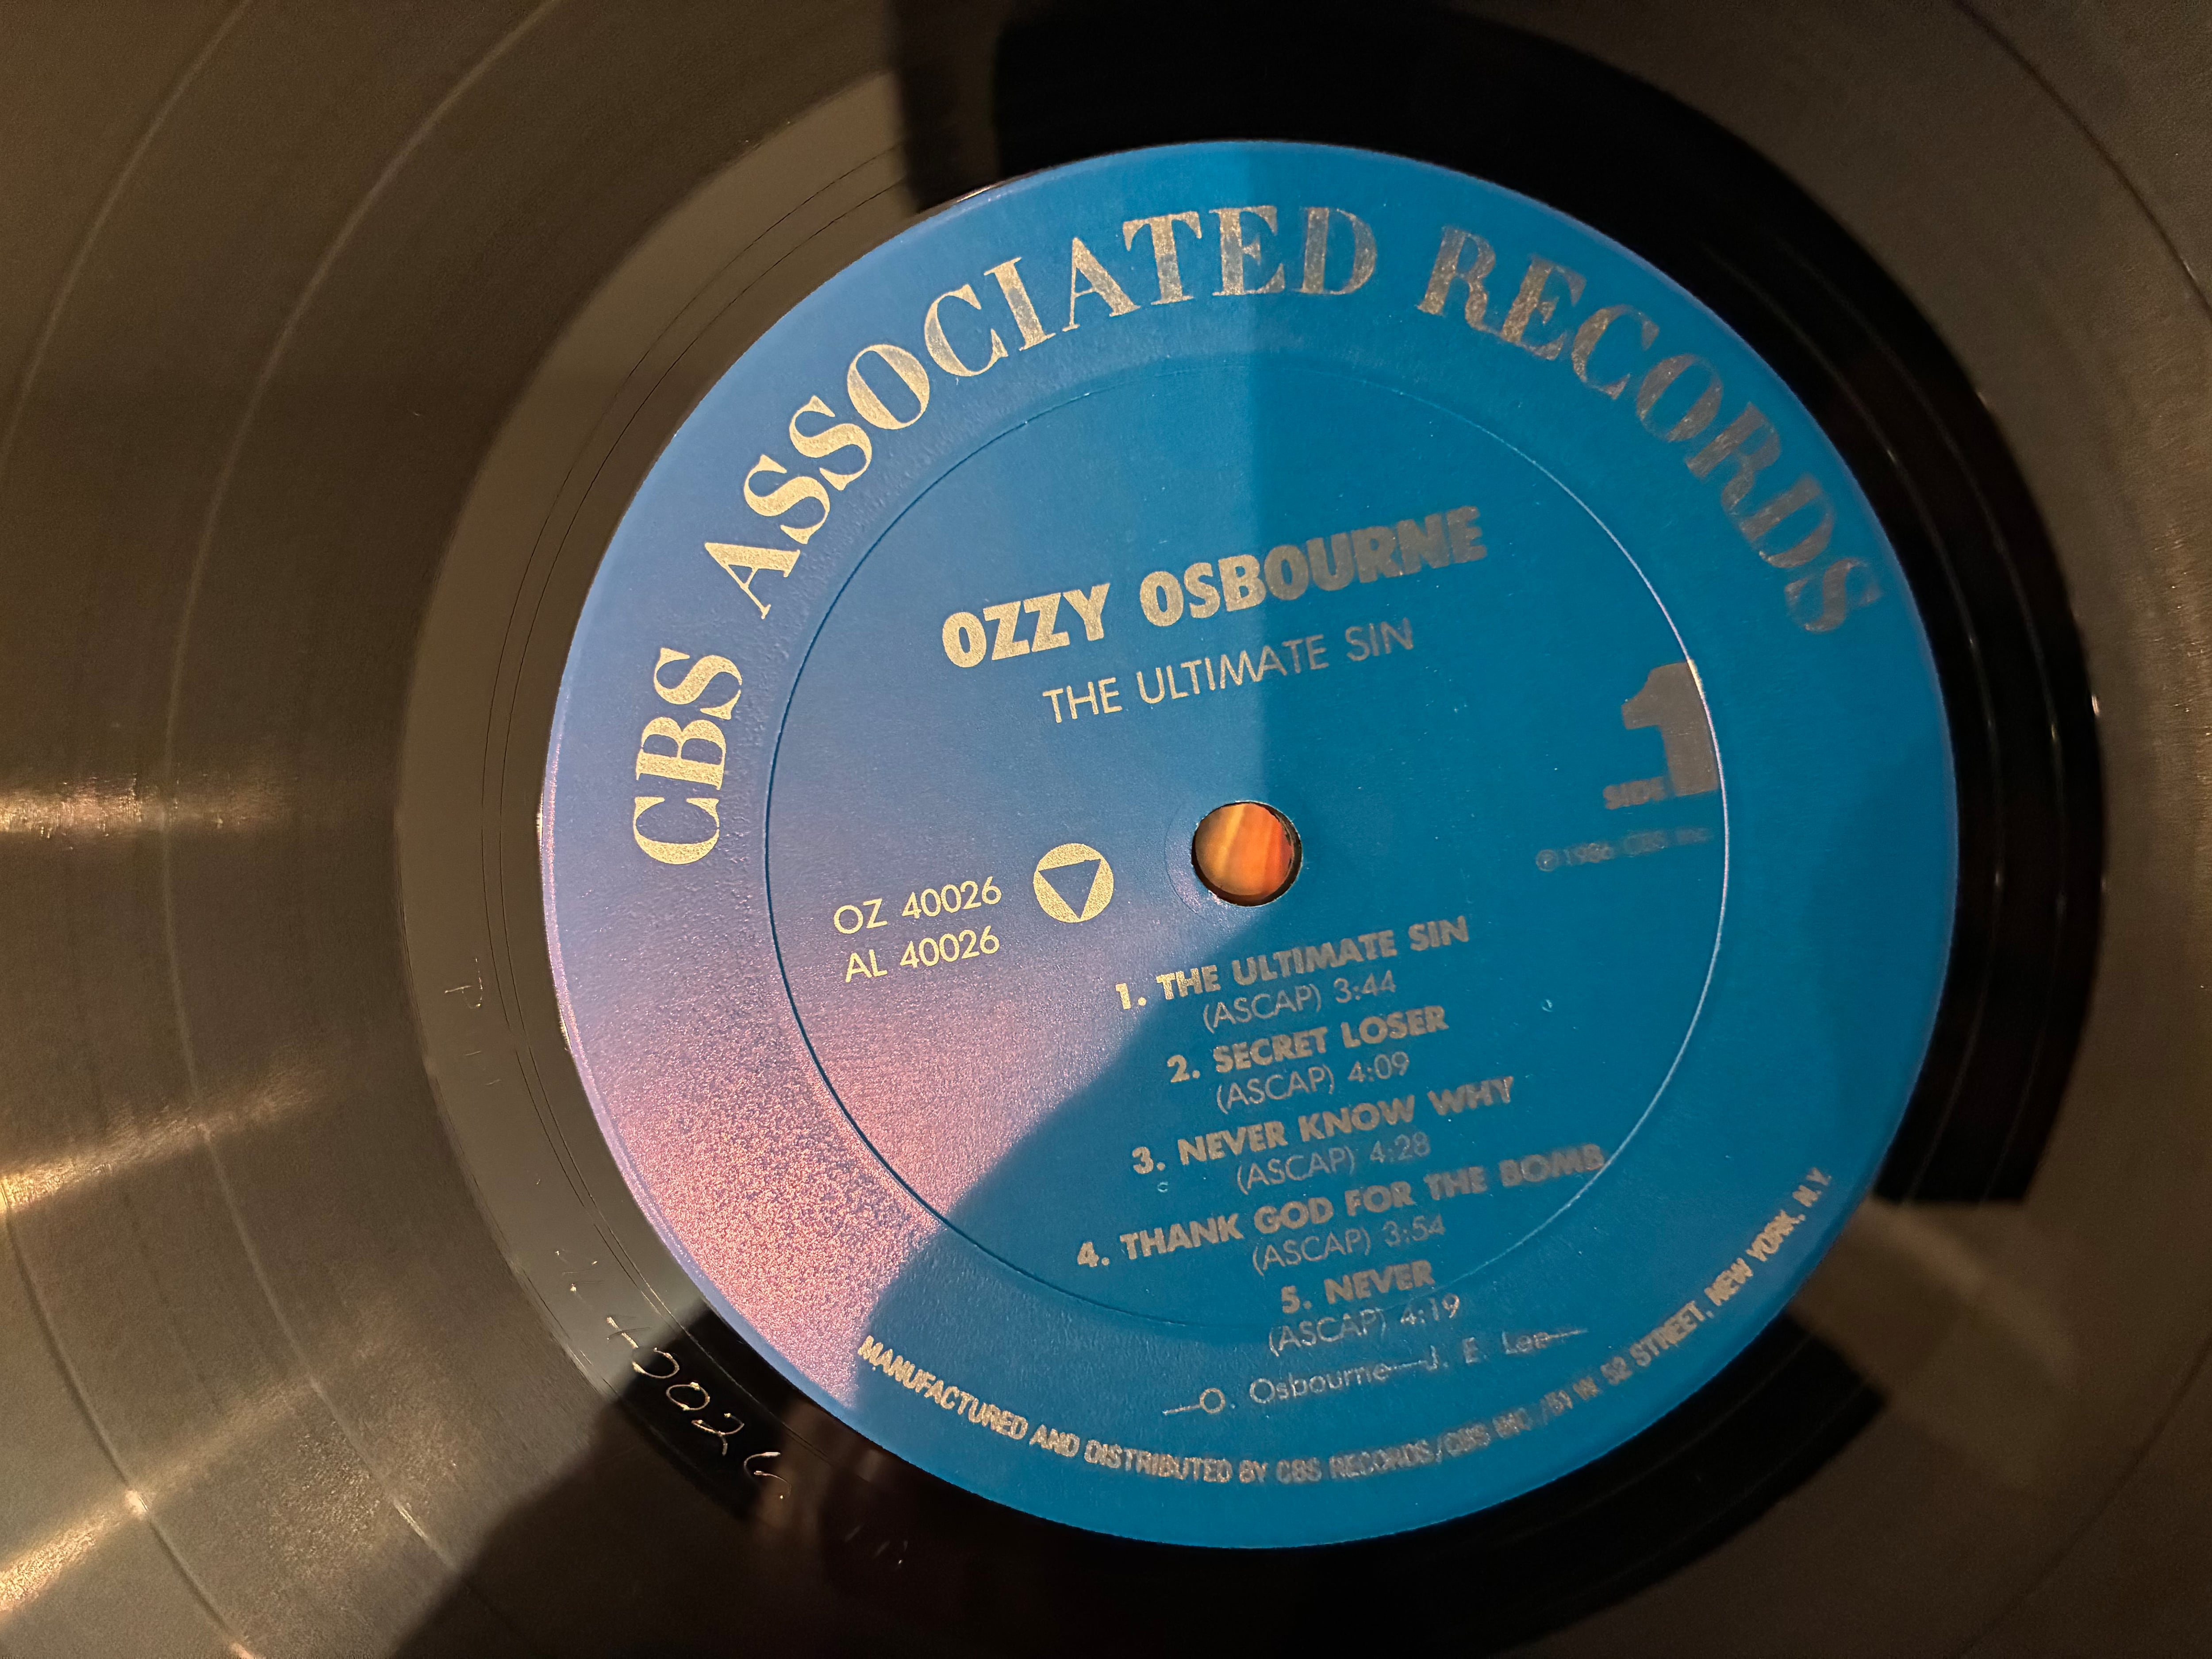 CBS ASSOCIATED RECORDS
OZZY OSBOURNE
THE ULTIMATE SIN
1
SIDE
℗ 1986 CBS Inc.
OZ 40026
AL 40026
1. THE ULTIMATE SIN
(ASCAP) 3:44
2. SECRET LOSER
(ASCAP) 4:09
3. NEVER KNOW WHY
(ASCAP) 4:28
4. THANK GOD FOR THE BOMB
(ASCAP) 3:54
5. NEVER
(ASCAP) 4:19
—O. Osbourne—J. E. Lee—
MANUFACTURED AND DISTRIBUTED BY CBS RECORDS/CBS INC./51 W. 52 STREET, NEW YORK, N.Y.
40026